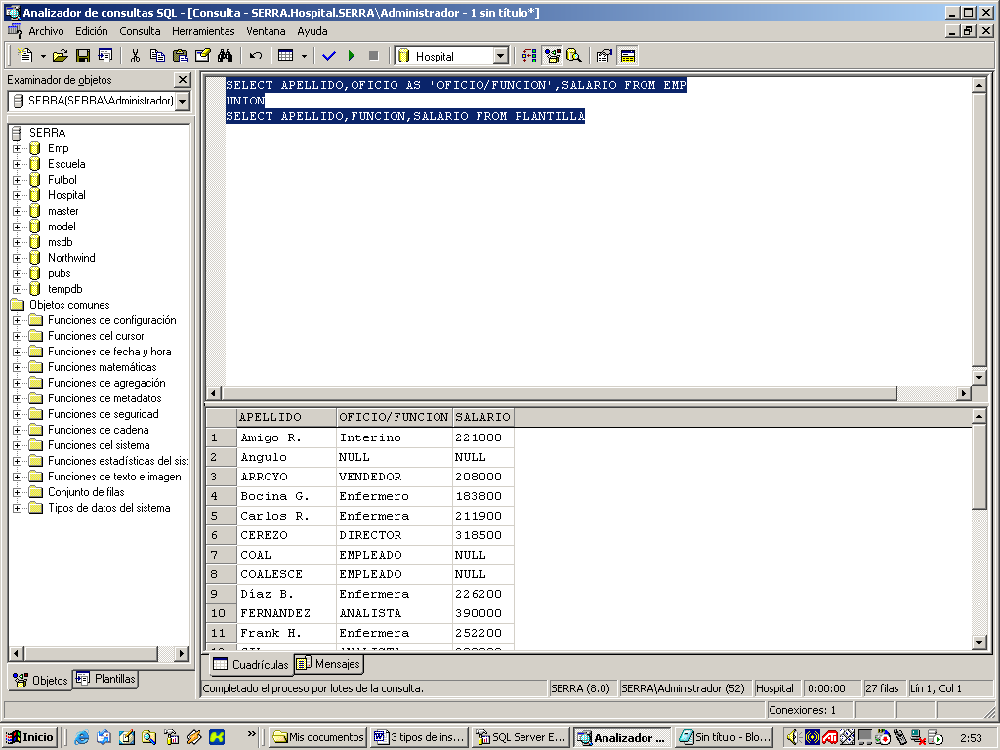 Analizador de consultas SQL - [Consulta - SERRA.Hospital.SERRA\Administrador - 1 sin título*]
Archivo Edición Consulta Herramientas Ventana Ayuda
Hospital
Examinador de objetos
SERRA(SERRA\Administrador)
SERRA
Emp
Escuela
Futbol
Hospital
master
model
msdb
Northwind
pubs
tempdb
Objetos comunes
Funciones de configuración
Funciones del cursor
Funciones de fecha y hora
Funciones matemáticas
Funciones de agregación
Funciones de metadatos
Funciones de seguridad
Funciones de cadena
Funciones del sistema
Funciones estadísticas del sist
Funciones de texto e imagen
Conjunto de filas
Tipos de datos del sistema
Objetos Plantillas
SELECT APELLIDO,OFICIO AS 'OFICIO/FUNCION',SALARIO FROM EMP
UNION
SELECT APELLIDO,FUNCION,SALARIO FROM PLANTILLA
APELLIDO OFICIO/FUNCION SALARIO
1 Amigo R. Interino 221000
2 Angulo NULL NULL
3 ARROYO VENDEDOR 208000
4 Bocina G. Enfermero 183800
5 Carlos R. Enfermera 211900
6 CEREZO DIRECTOR 318500
7 COAL EMPLEADO NULL
8 COALESCE EMPLEADO NULL
9 Díaz B. Enfermera 226200
10 FERNANDEZ ANALISTA 390000
11 Frank H. Enfermera 252200
Cuadrículas Mensajes
Completado el proceso por lotes de la consulta. SERRA (8.0) SERRA\Administrador (52) Hospital 0:00:00 27 filas Lín 1, Col 1
Conexiones: 1
Inicio » Mis documentos 3 tipos de ins... SQL Server E... Analizador ... Sin título - Blo... 2:53